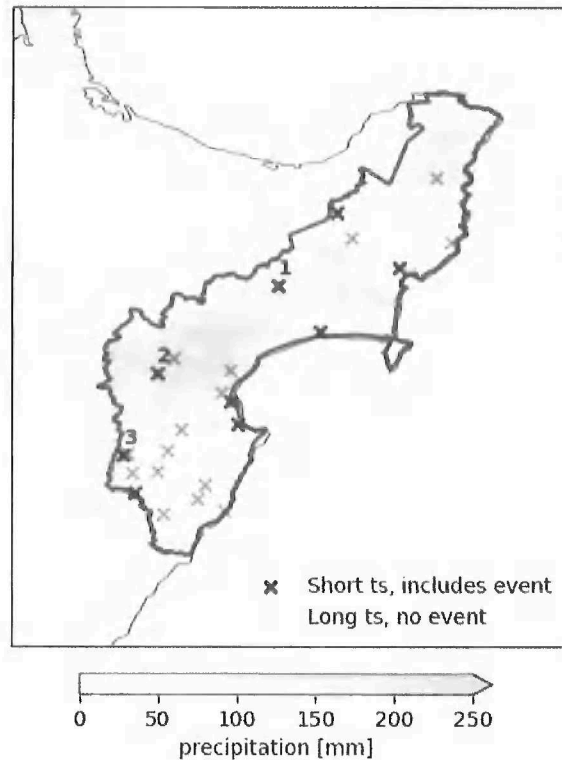 1
2
3
Short ts, includes event
Long ts, no event
0 50 100 150 200 250
precipitation [mm]